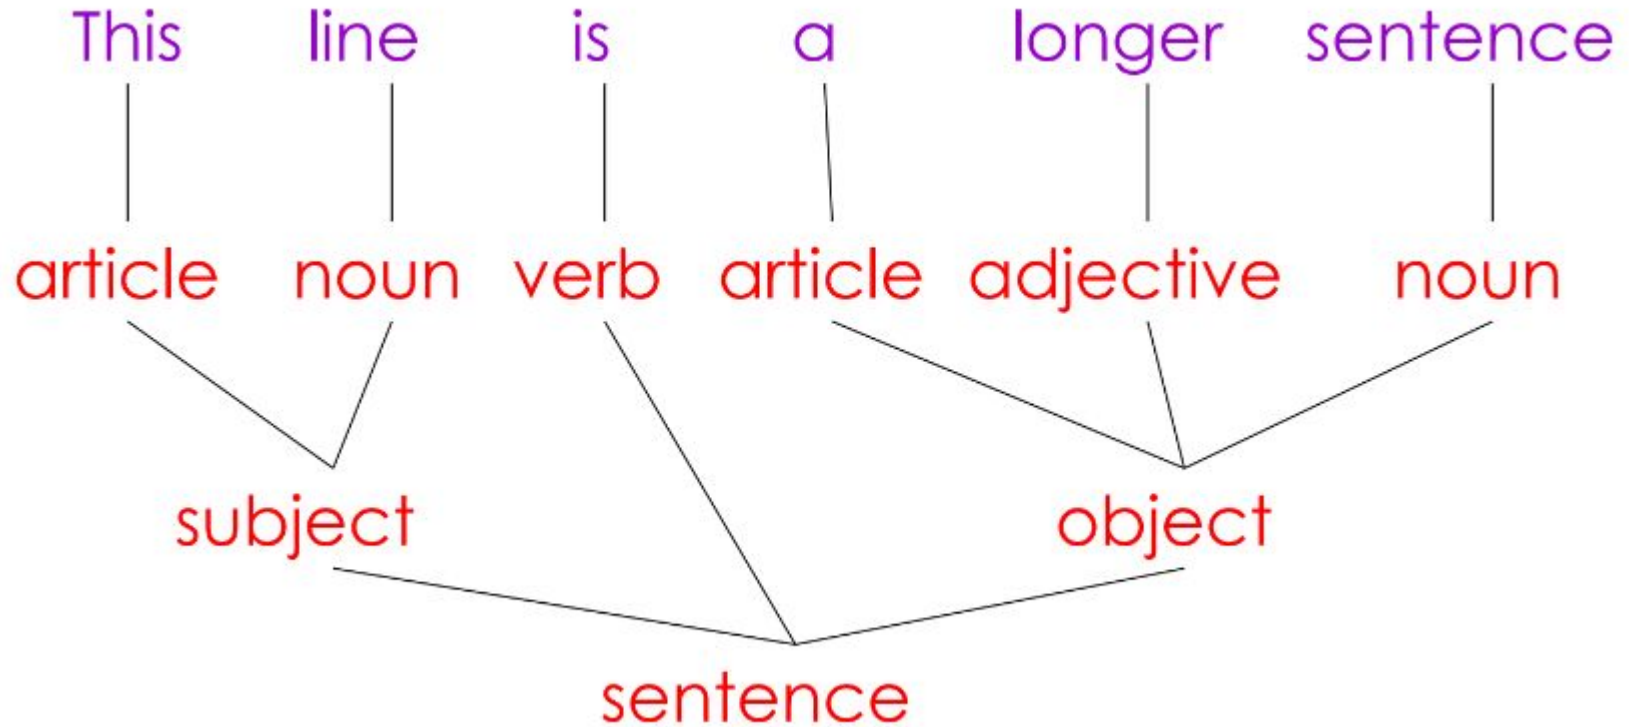 This line is a longer sentence
article noun verb article adjective noun
subject object
sentence